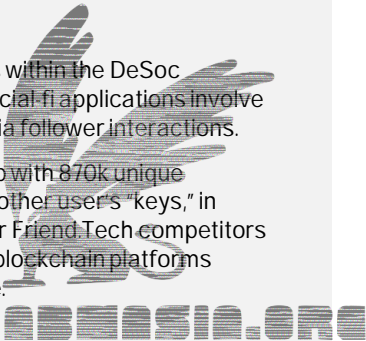 within the DeSoc
cial-fi applications involve
ia follower interactions.
with 870k unique
other user's "keys," in
r Friend.Tech competitors
blockchain platforms